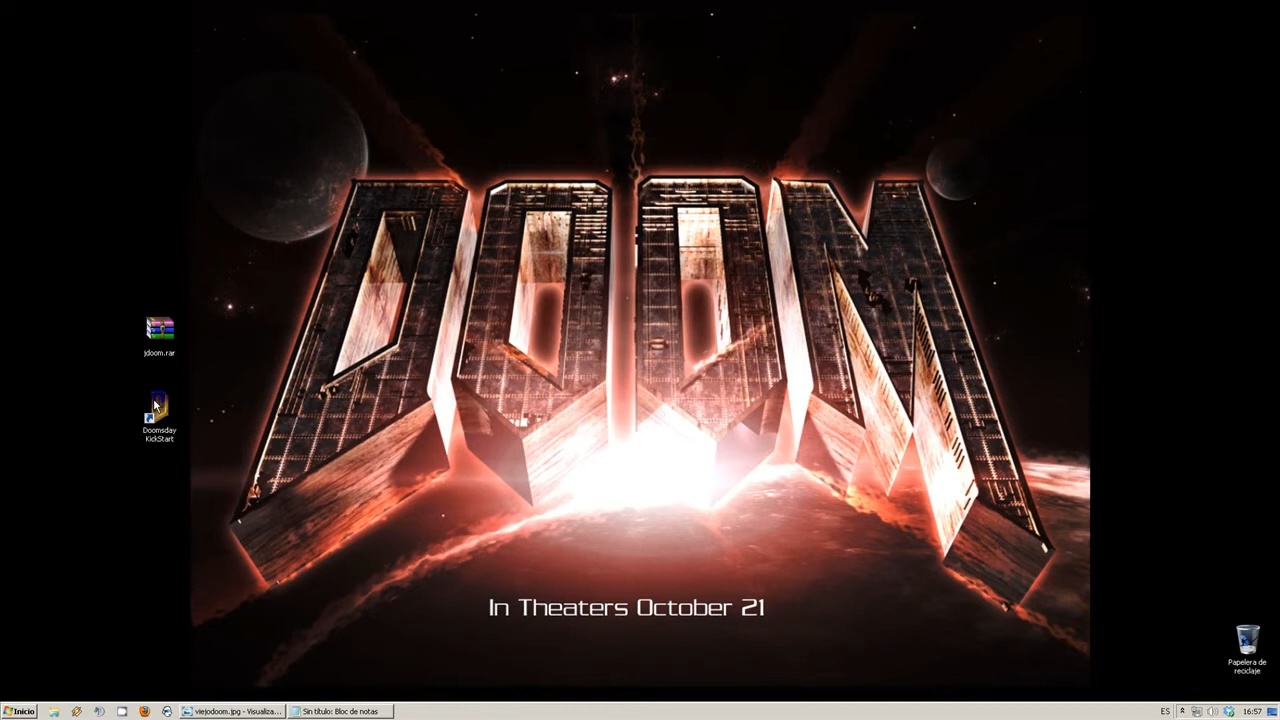 DOOM
jdoom.rar
Doomsday
KickStart
In Theaters October 21
Papelera de
reciclaje
Inicio
viejodoom.jpg - Visualiza...
Sin título: Bloc de notas
ES
16:57